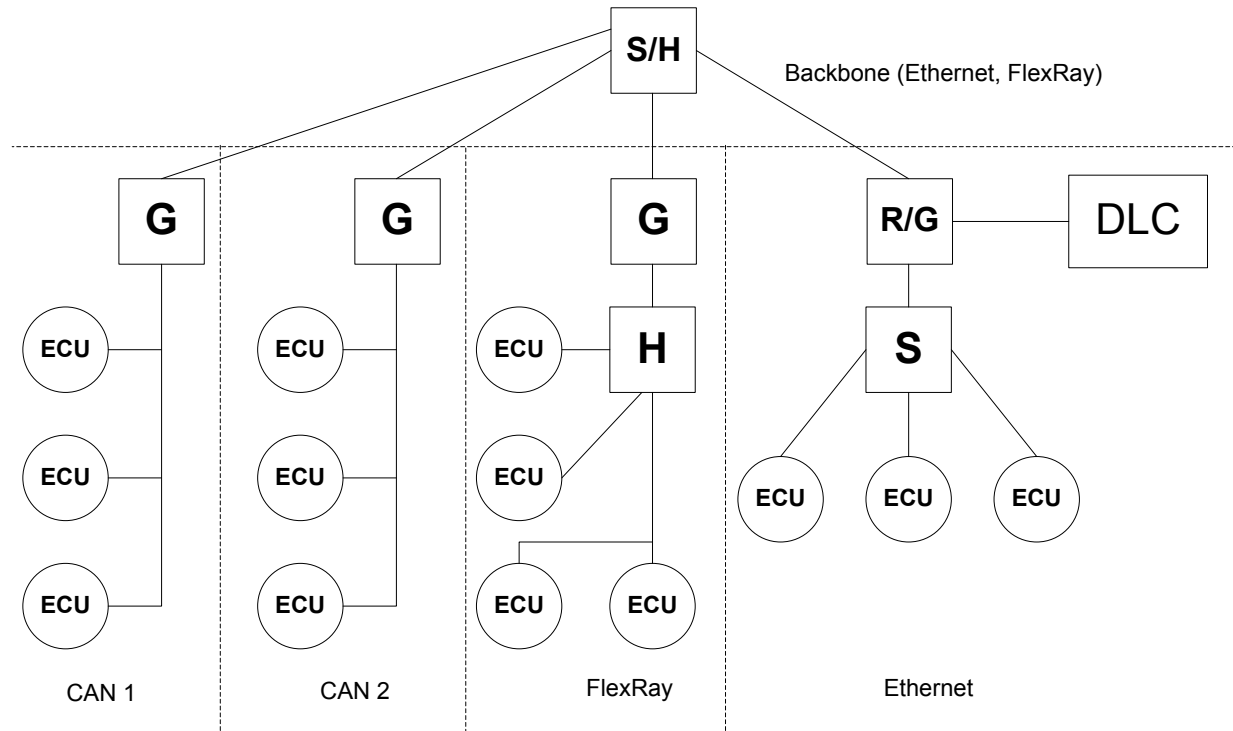 S/H
Backbone (Ethernet, FlexRay)
G
G
G
R/G
DLC
ECU
ECU
ECU
H
S
ECU
ECU
ECU
ECU
ECU
ECU
ECU
ECU
ECU
ECU
CAN 1
CAN 2
FlexRay
Ethernet